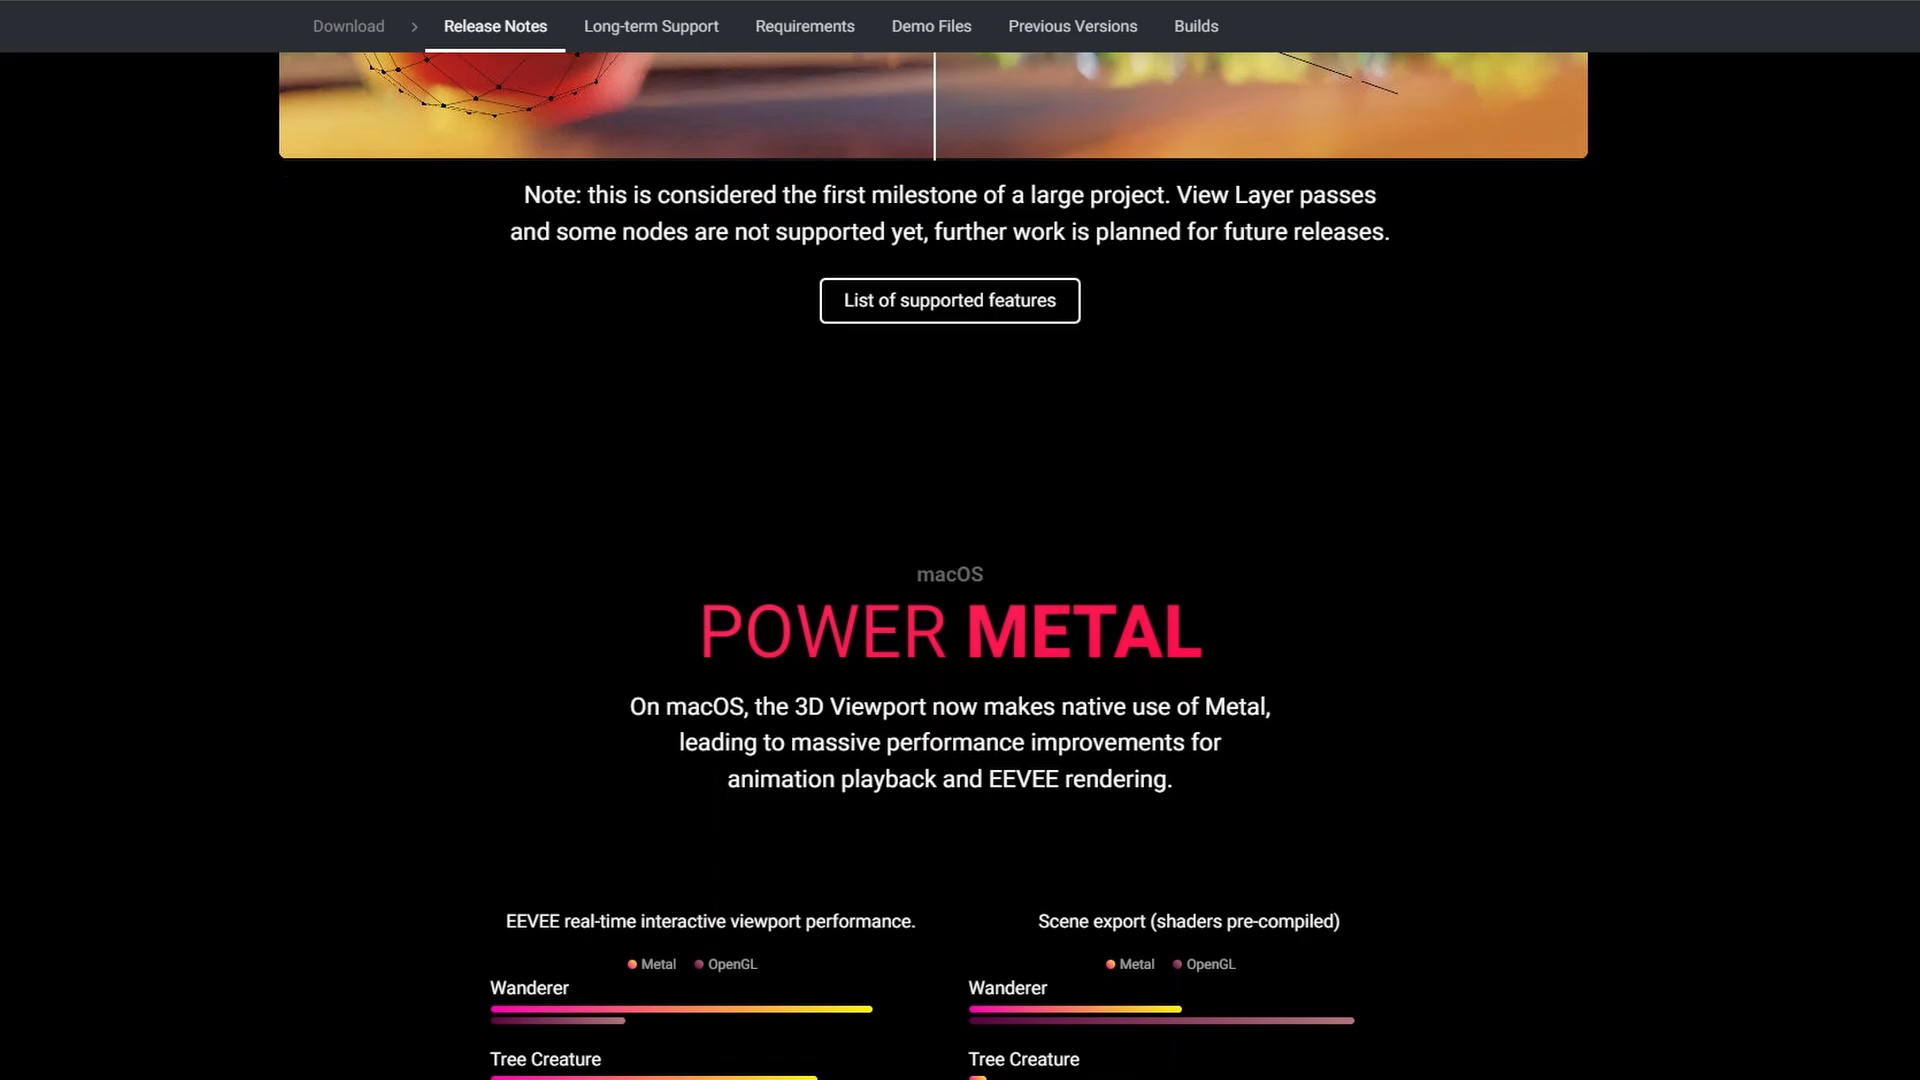 Download > Release Notes Long-term Support Requirements Demo Files Previous Versions Builds
Note: this is considered the first milestone of a large project. View Layer passes
and some nodes are not supported yet, further work is planned for future releases.
List of supported features
macOS
POWER METAL
On macOS, the 3D Viewport now makes native use of Metal,
leading to massive performance improvements for
animation playback and EEVEE rendering.
EEVEE real-time interactive viewport performance.
Metal OpenGL
Wanderer
Tree Creature
Scene export (shaders pre-compiled)
Metal OpenGL
Wanderer
Tree Creature